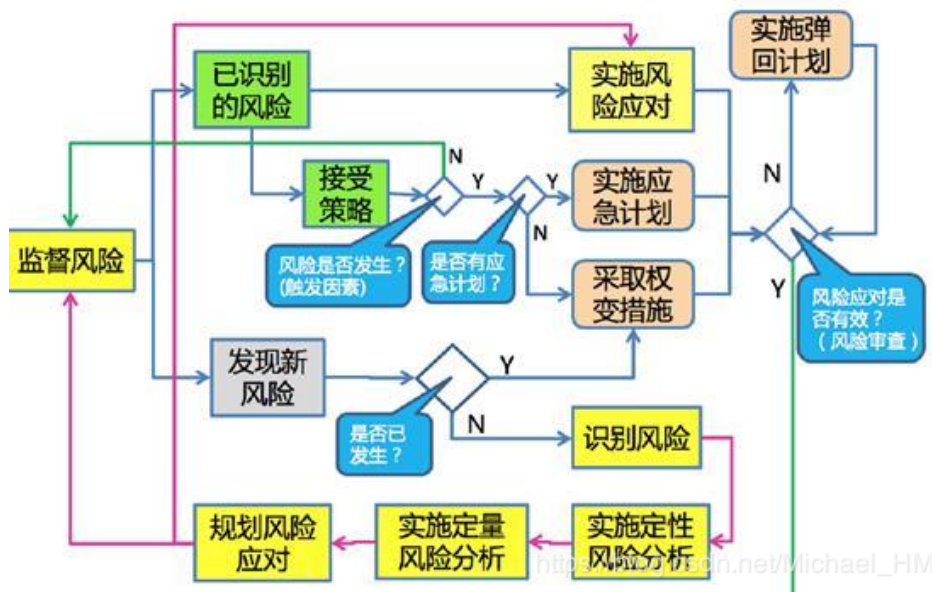 实施弹
回计划
已识别
的风险
实施风
险应对
N
N
接受
策略
Y
Y
实施应
急计划
N
监督风险
风险是否发生？
(触发因素)
是否有应
急计划？
采取权
变措施
Y
风险应对是
否有效？
（风险审查）
发现新
风险
Y
是否已
发生？
N
识别风险
规划风险
应对
实施定量
风险分析
实施定性
风险分析
https://blog.csdn.net/Michael_HM